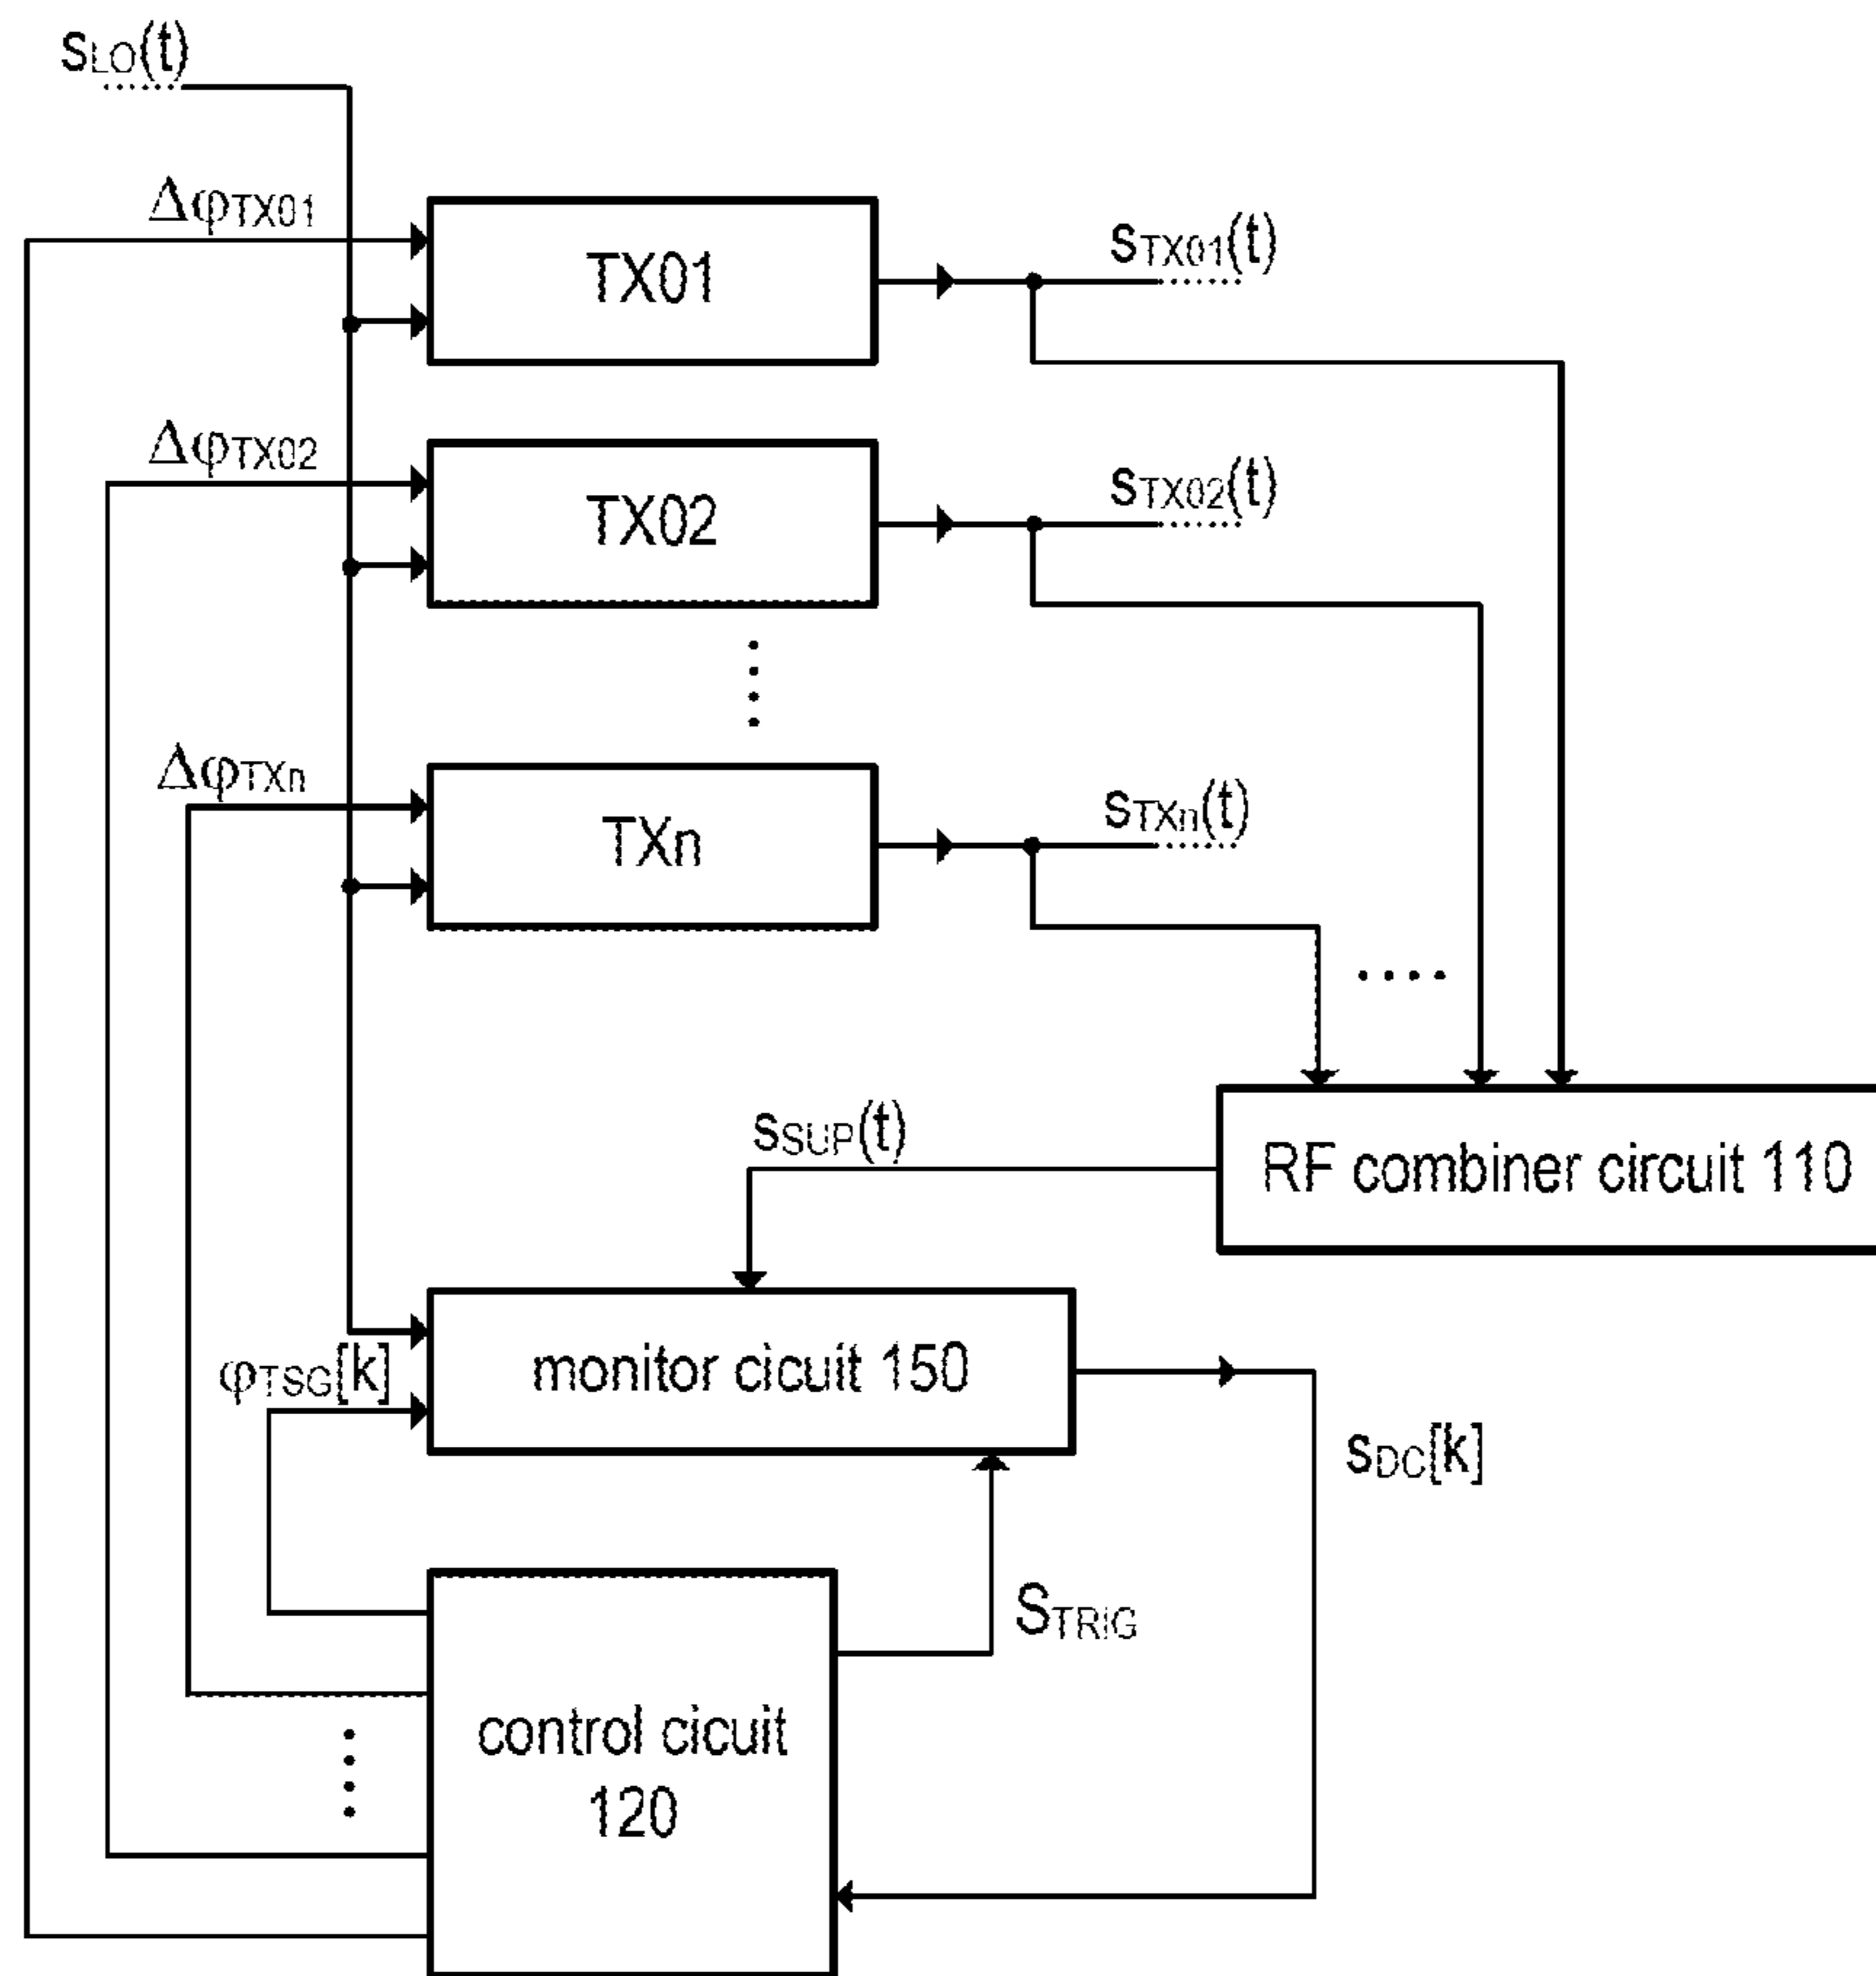 sLO(t)
ΔφTX01
TX01
sTX01(t)
ΔφTX02
TX02
sTX02(t)
ΔφTXn
TXn
sTXn(t)
sSUP(t)
RF combiner circuit 110
φTSG[k]
monitor cicuit 150
sDC[k]
STRIG
control cicuit
120